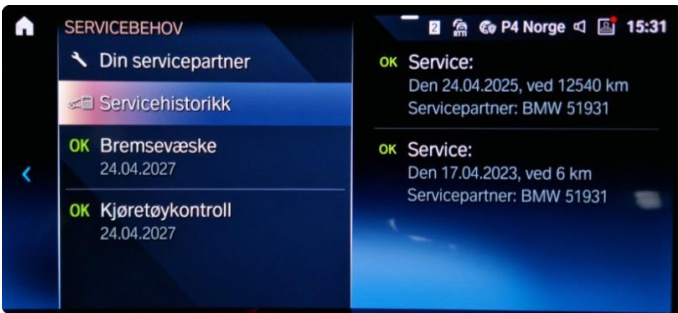 SERVICEBEHOV
2 RTTI P4 Norge 15:31
Din servicepartner
Servicehistorikk
OK Bremsevæske
24.04.2027
OK Kjøretøykontroll
24.04.2027
OK Service:
Den 24.04.2025, ved 12540 km
Servicepartner: BMW 51931
OK Service:
Den 17.04.2023, ved 6 km
Servicepartner: BMW 51931